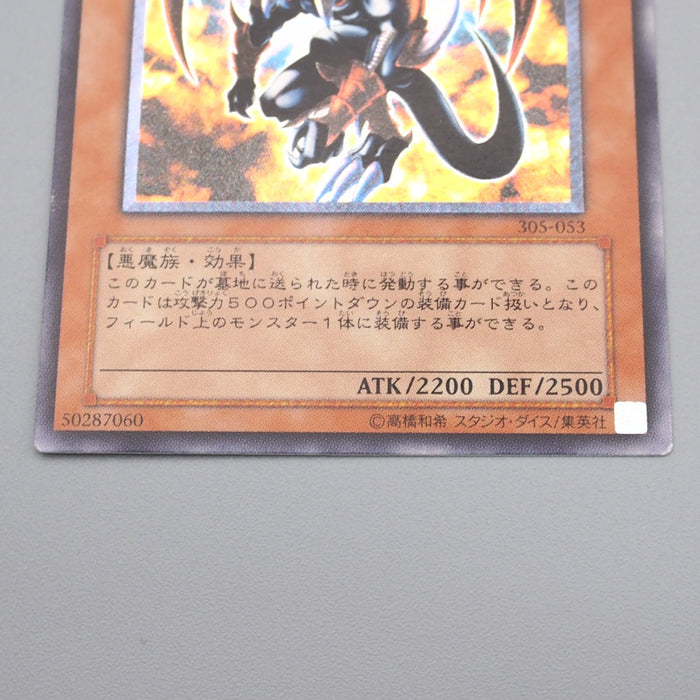 305-053
【悪魔族・効果】
このカードが墓地に送られた時に発動する事ができる。この
カードは攻撃力500ポイントダウンの装備カード扱いとなり、
フィールド上のモンスター1体に装備する事ができる。
ATK/2200 DEF/2500
50287060
©高橋和希 スタジオ・ダイス/集英社